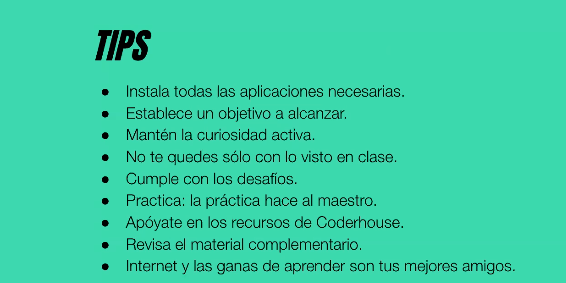 TIPS
● Instala todas las aplicaciones necesarias.
● Establece un objetivo a alcanzar.
● Mantén la curiosidad activa.
● No te quedes sólo con lo visto en clase.
● Cumple con los desafíos.
● Practica: la práctica hace al maestro.
● Apóyate en los recursos de Coderhouse.
● Revisa el material complementario.
● Internet y las ganas de aprender son tus mejores amigos.